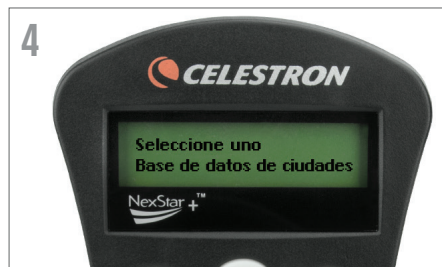 4
CELESTRON
Seleccione uno
Base de datos de ciudades
NexStar +™